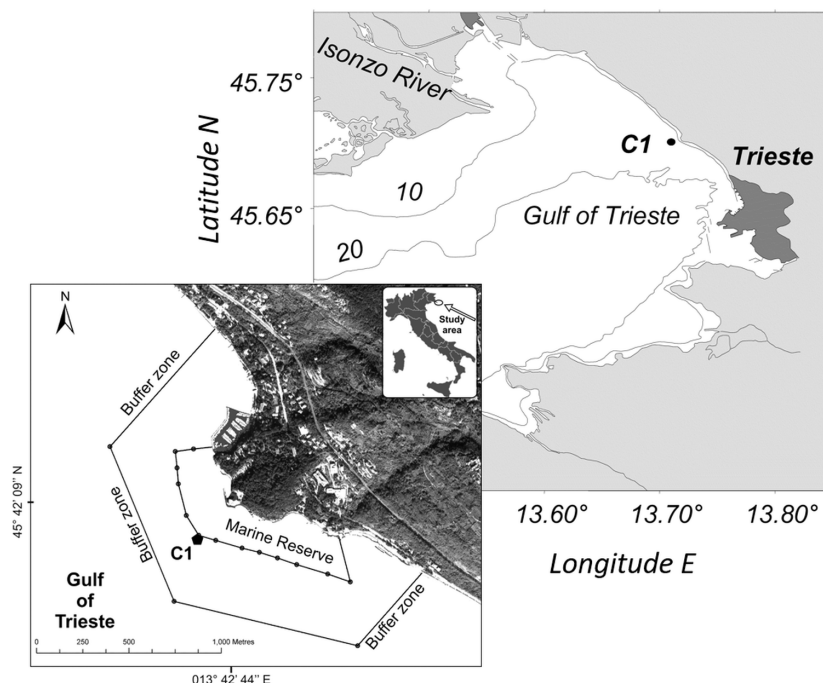 Isonzo River
45.75°
Latitude N
C1
Trieste
10
45.65°
Gulf of Trieste
20
N
Study
area
Buffer zone
45° 42' 09'' N
Buffer zone
Marine Reserve
C1
13.60°
13.70°
13.80°
Longitude E
Gulf
of
Trieste
Buffer zone
0
250
500
1,000 Metres
013° 42' 44'' E